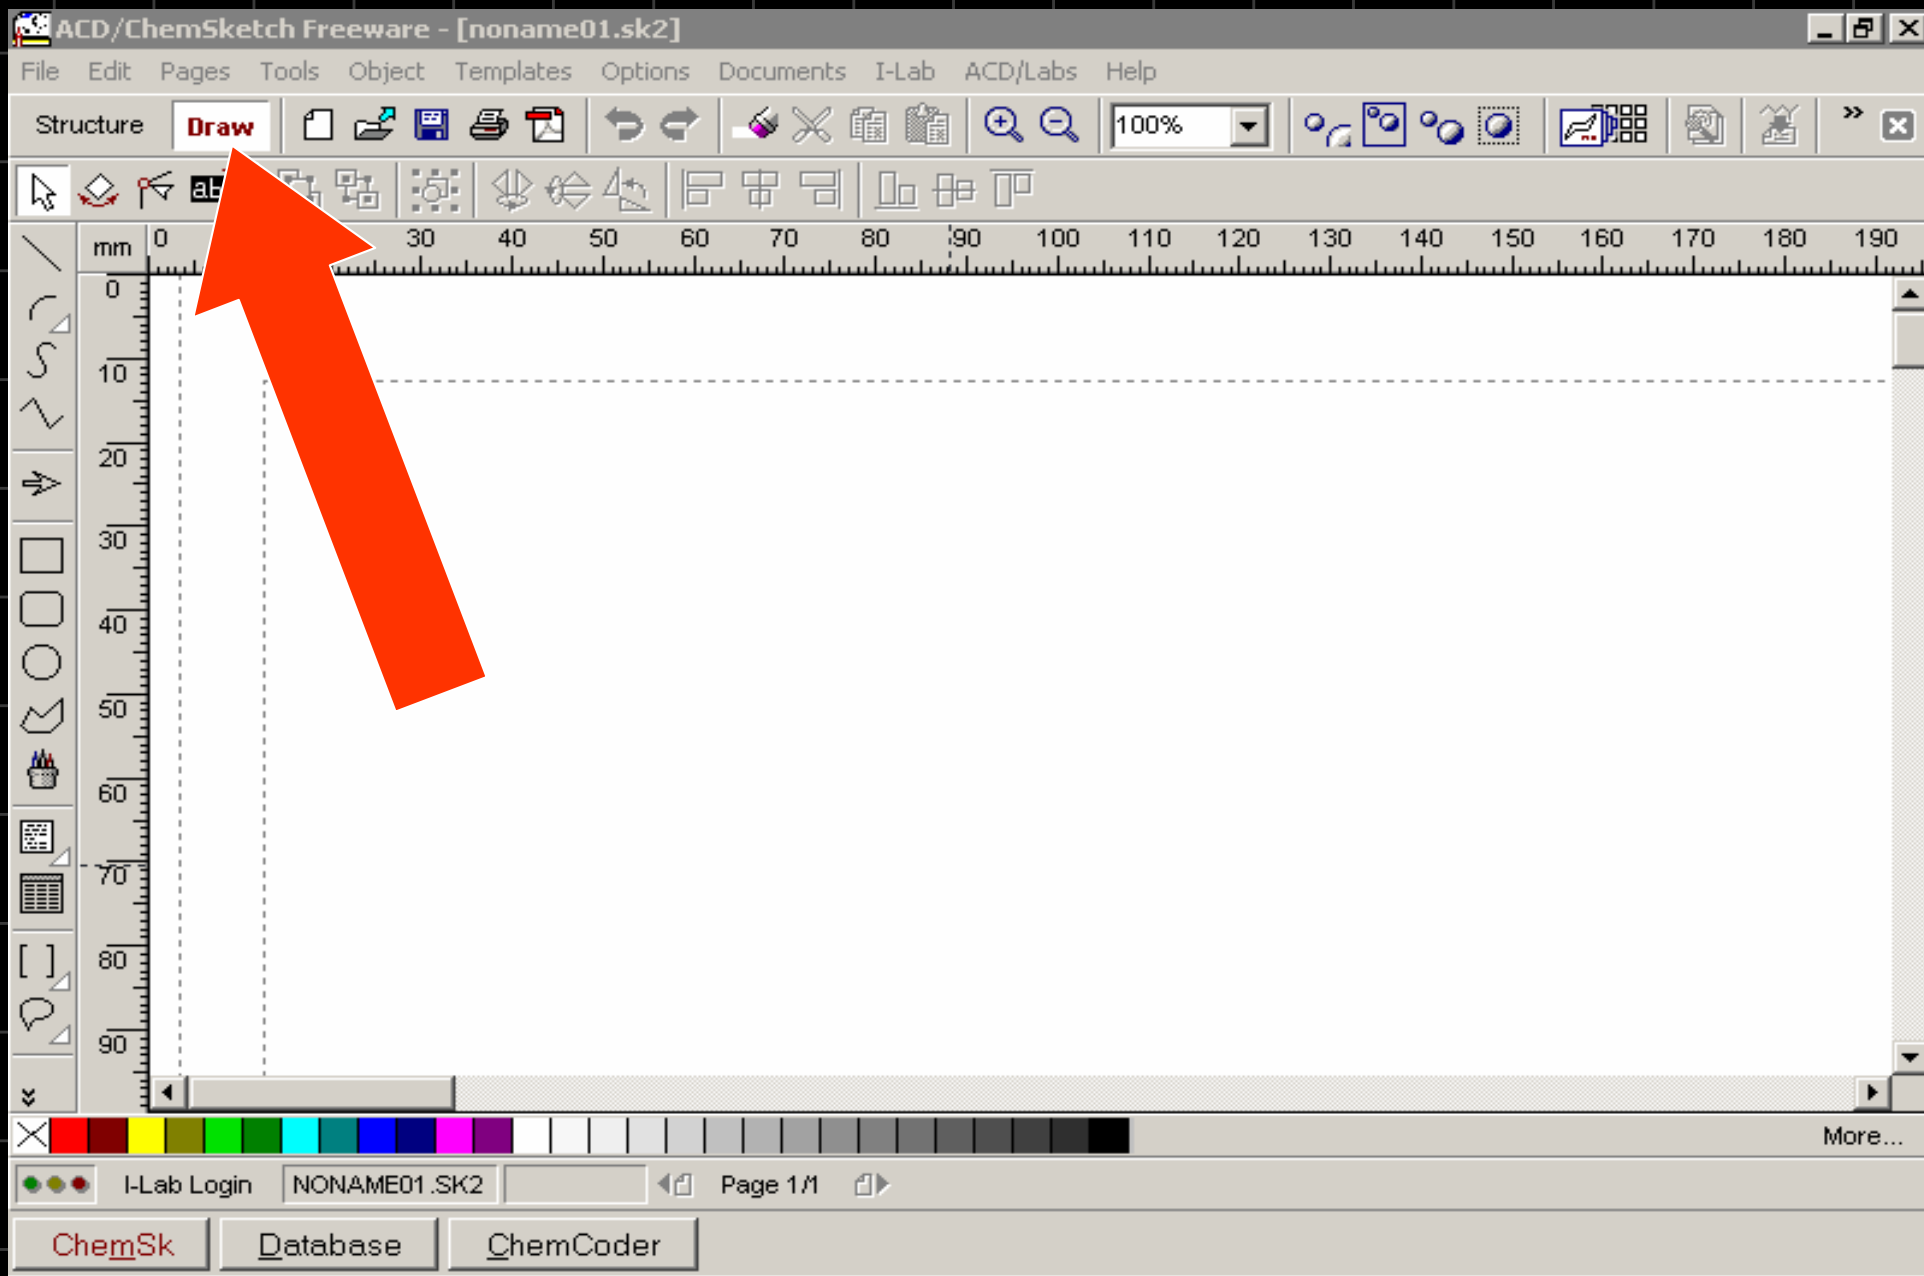 ACD/ChemSketch Freeware - [noname01.sk2]
File Edit Pages Tools Object Templates Options Documents I-Lab ACD/Labs Help
Structure Draw 100%
mm 0 30 40 50 60 70 80 90 100 110 120 130 140 150 160 170 180 190
0
10
20
30
40
50
60
70
80
90
More...
I-Lab Login NONAME01.SK2 Page 1/1
ChemSk Database ChemCoder